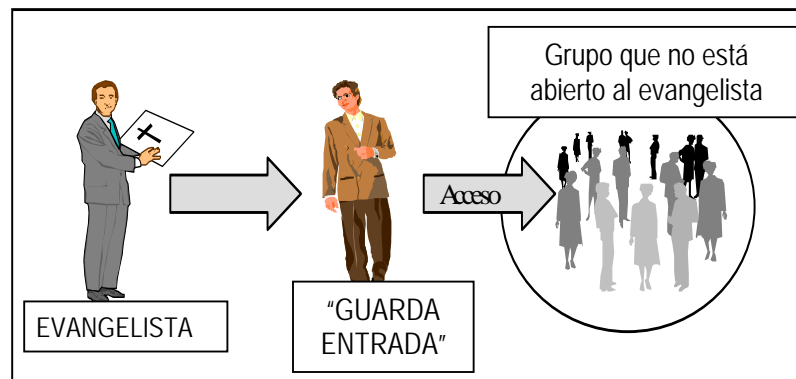 Grupo que no está
abierto al evangelista
Acceso
EVANGELISTA
“GUARDA
ENTRADA”